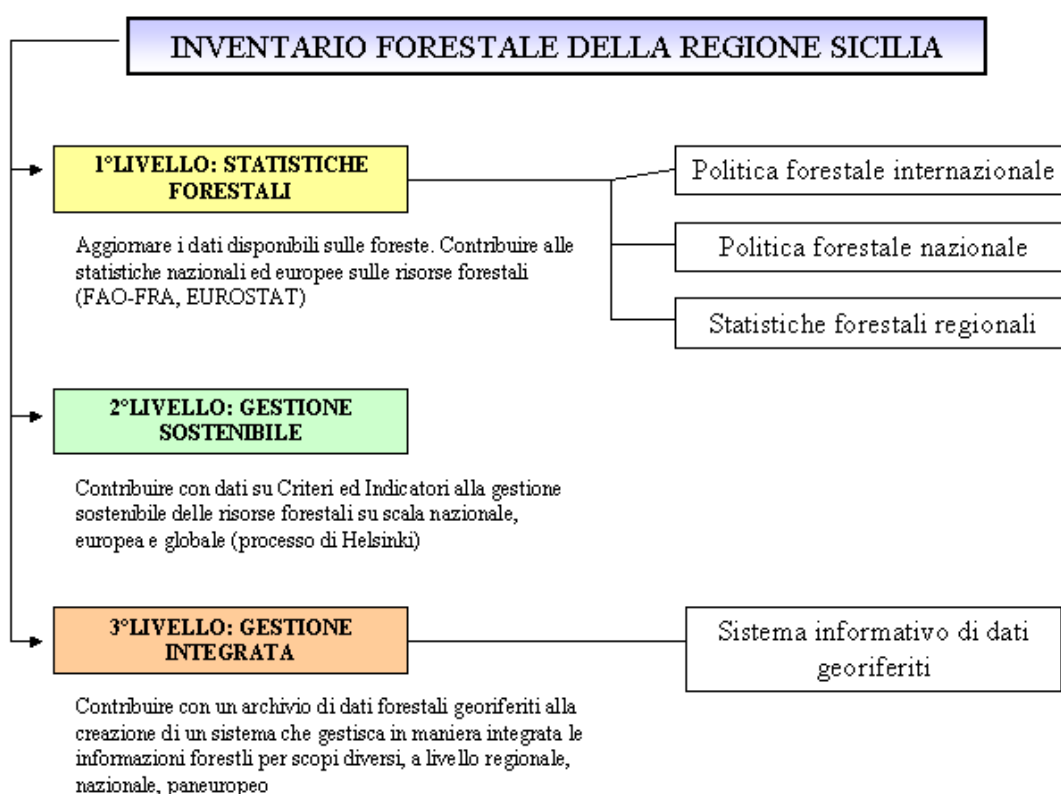 INVENTARIO FORESTALE DELLA REGIONE SICILIA
1°LIVELLO: STATISTICHE
FORESTALI
Politica forestale internazionale
Politica forestale nazionale
Statistiche forestali regionali
Aggiornare i dati disponibili sulle foreste. Contribuire alle
statistiche nazionali ed europee sulle risorse forestali
(FAO-FRA, EUROSTAT)
2°LIVELLO: GESTIONE
SOSTENIBILE
Contribuire con dati su Criteri ed Indicatori alla gestione
sostenibile delle risorse forestali su scala nazionale,
europea e globale (processo di Helsinki)
3°LIVELLO: GESTIONE
INTEGRATA
Sistema informativo di dati
georiferiti
Contribuire con un archivio di dati forestali georiferiti alla
creazione di un sistema che gestisca in maniera integrata le
informazioni forestli per scopi diversi, a livello regionale,
nazionale, paneuropeo